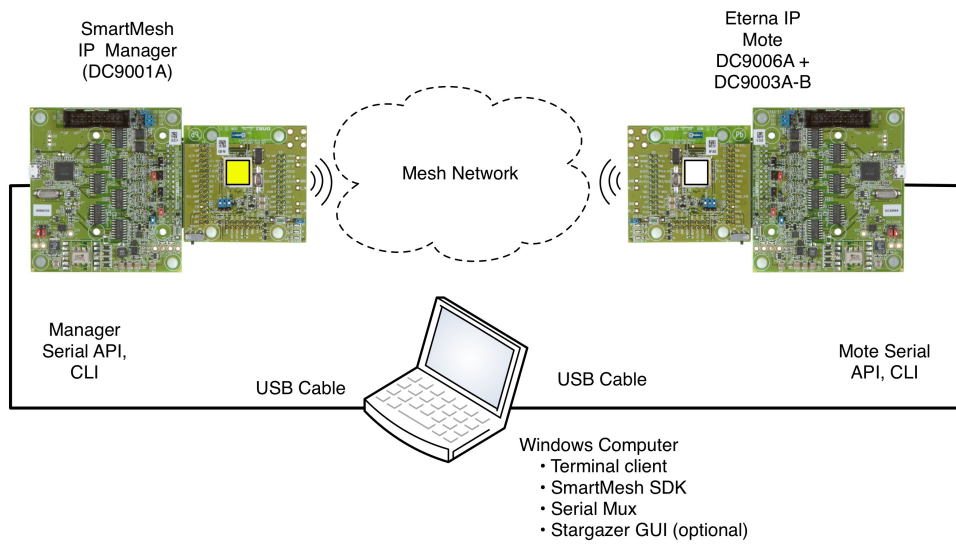 SmartMesh
IP Manager
(DC9001A)
Eterna IP
Mote
DC9006A +
DC9003A-B
Mesh Network
Manager
Serial API,
CLI
USB Cable
USB Cable
Mote Serial
API, CLI
Windows Computer
• Terminal client
• SmartMesh SDK
• Serial Mux
• Stargazer GUI (optional)